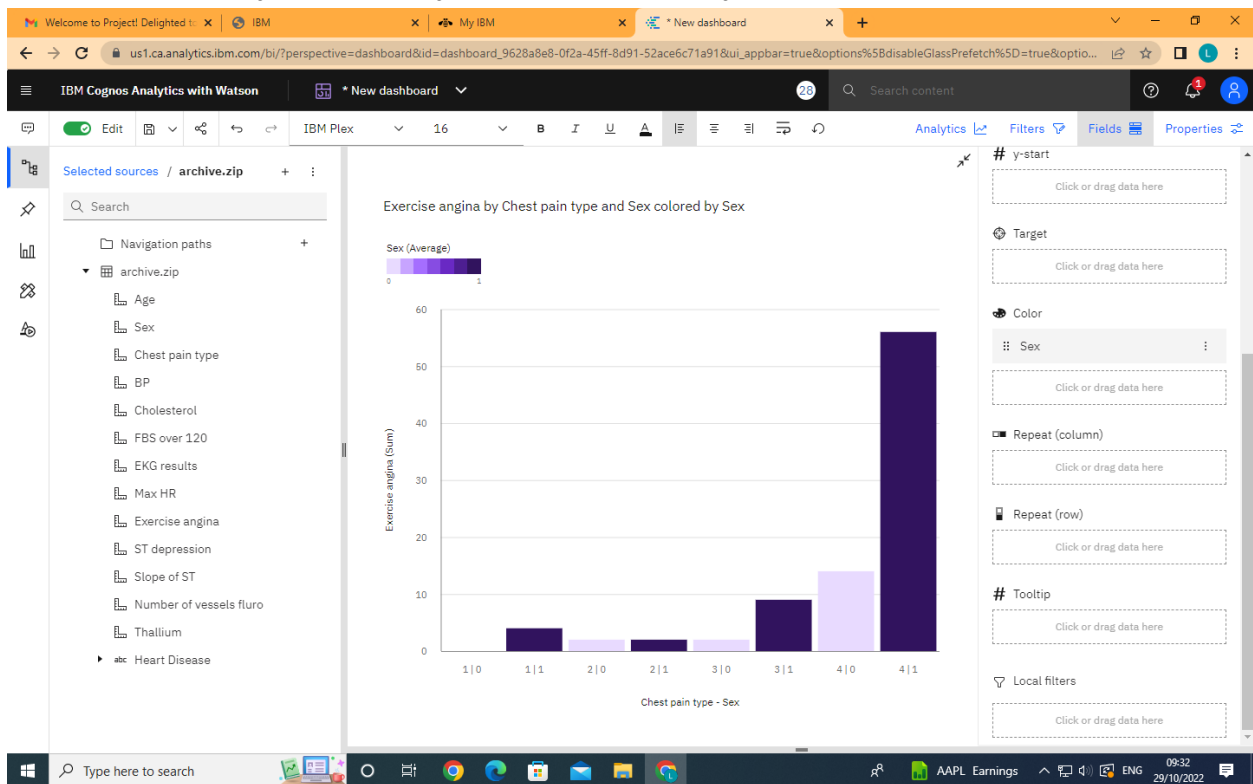 Welcome to Project! Delighted to
IBM
My IBM
* New dashboard
us1.ca.analytics.ibm.com/bi/?perspective=dashboard&id=dashboard_9628a8e8-0f2a-45ff-8d91-52ace6c71a91&ui_appbar=true&options%5BdisableGlassPrefetch%5D=true&optio...
L
IBM Cognos Analytics with Watson
* New dashboard
28
Search content
1
Edit
IBM Plex
16
B I U A
Analytics
Filters
Fields
Properties
Selected sources / archive.zip
Search
Navigation paths
archive.zip
Age
Sex
Chest pain type
BP
Cholesterol
FBS over 120
EKG results
Max HR
Exercise angina
ST depression
Slope of ST
Number of vessels fluro
Thallium
abc Heart Disease
Exercise angina by Chest pain type and Sex colored by Sex
Sex (Average)
0 1
Exercise angina (Sum)
60
50
40
30
20
10
0
1|0 1|1 2|0 2|1 3|0 3|1 4|0 4|1
Chest pain type - Sex
# y-start
Click or drag data here
Target
Click or drag data here
Color
Sex
Click or drag data here
Repeat (column)
Click or drag data here
Repeat (row)
Click or drag data here
# Tooltip
Click or drag data here
Local filters
Click or drag data here
Type here to search
AAPL Earnings
ENG
09:32
29/10/2022